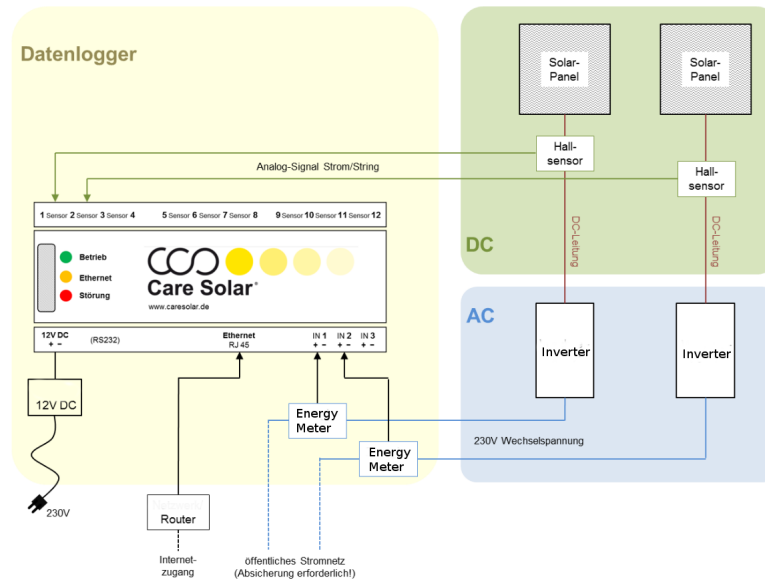 Datenlogger
Solar-
Panel
Solar-
Panel
Hall-
sensor
Hall-
sensor
Analog-Signal Strom/String
1 Sensor 2 Sensor 3 Sensor 4
5 Sensor 6 Sensor 7 Sensor 8
9 Sensor 10 Sensor 11 Sensor 12
DC-Leitung
DC-Leitung
DC
Betrieb
Ethernet
Störung
Care Solar®
www.caresolar.de
12V DC
+ –
(RS232)
Ethernet
RJ 45
IN 1
+ –
IN 2
+ –
IN 3
+ –
AC
Inverter
Inverter
12V DC
Energy
Meter
Energy
Meter
230V Wechselspannung
230V
Router
Internet-
zugang
öffentliches Stromnetz
(Absicherung erforderlich!)